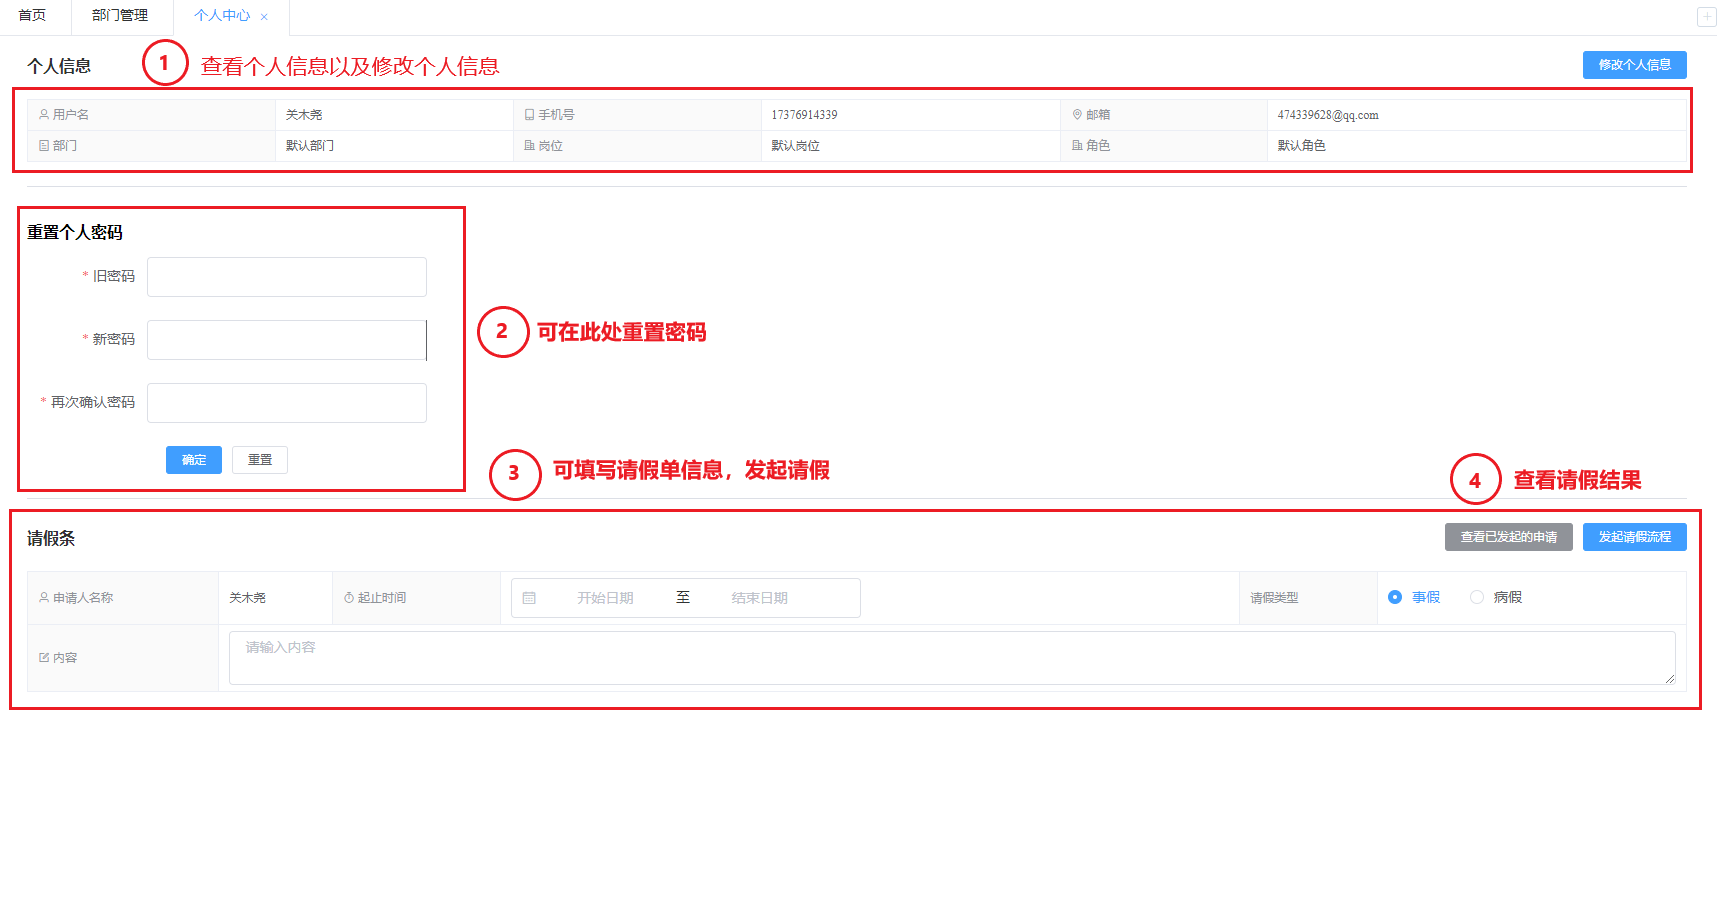 首页 部门管理 个人中心 ×
个人信息 1 查看个人信息以及修改个人信息 修改个人信息
用户名 关木尧 手机号 17376914339 邮箱 474339628@qq.com
部门 默认部门 岗位 默认岗位 角色 默认角色
重置个人密码
* 旧密码
* 新密码
2 可在此处重置密码
* 再次确认密码
确定 重置
3 可填写请假单信息，发起请假
4 查看请假结果
请假条 查看已发起的申请 发起请假流程
申请人名称 关木尧 起止时间 开始日期 至 结束日期 请假类型 事假 病假
内容 请输入内容